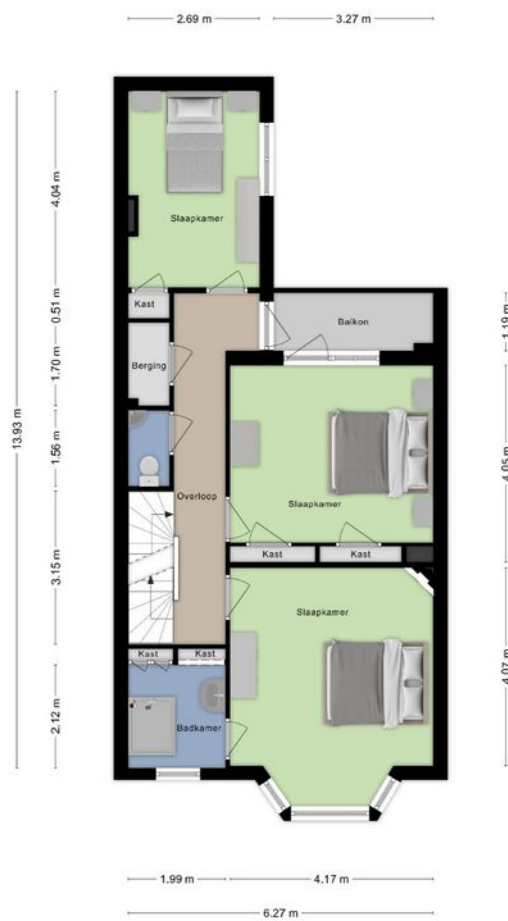 2.69 m
3.27 m
4.04 m
Slaapkamer
0.51 m
Kast
1.19 m
Balkon
1.70 m
Berging
13.93 m
1.56 m
4.05 m
Overloop
Slaapkamer
3.15 m
Kast
Kast
Slaapkamer
Kast
Kast
4.07 m
2.12 m
Badkamer
1.99 m
4.17 m
6.27 m